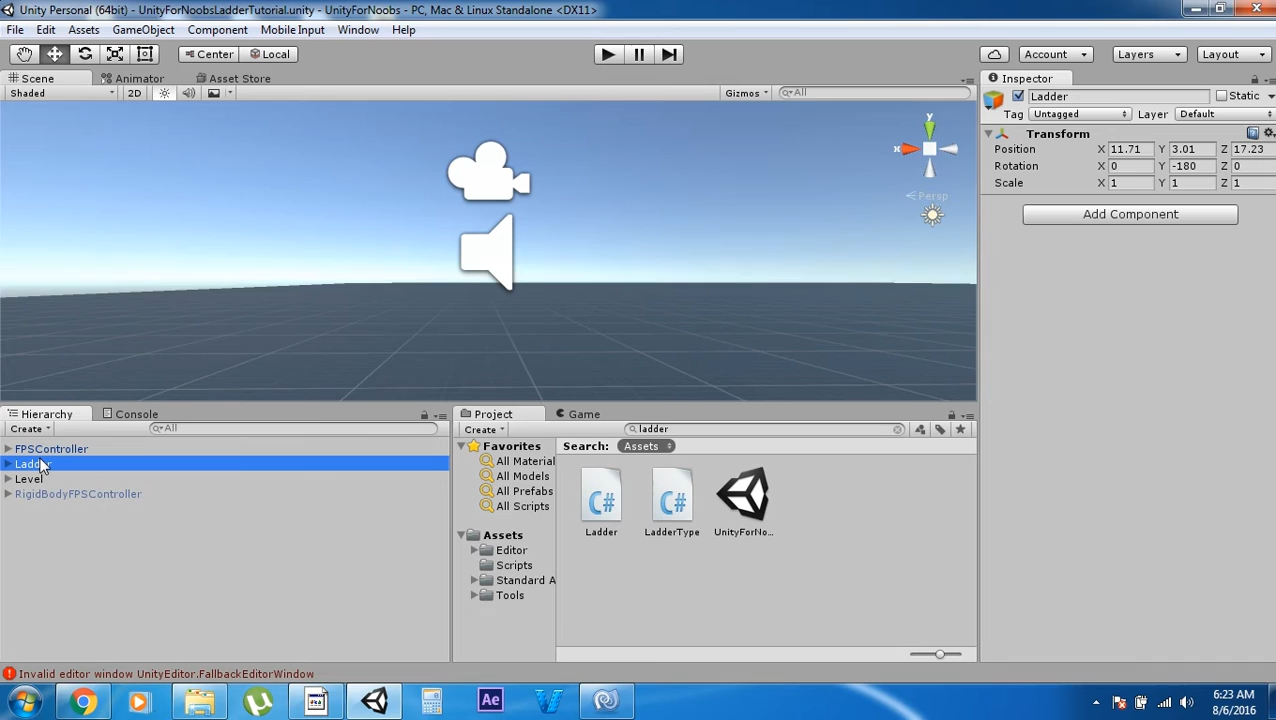 Unity Personal (64bit) - UnityForNoobsLadderTutorial.unity - UnityForNoobs - PC, Mac & Linux Standalone <DX11>
File Edit Assets GameObject Component Mobile Input Window Help
Center Local Account Layers Layout
Scene Animator Asset Store
Shaded 2D Gizmos All
y
x
Persp
Inspector
Ladder Static
Tag Untagged Layer Default
Transform
Position X 11.71 Y 3.01 Z 17.23
Rotation X 0 Y -180 Z 0
Scale X 1 Y 1 Z 1
Add Component
Hierarchy Console
Create All
FPSController
Level
RigidBodyFPSController
Project Game
Create ladder
Favorites
All Material
All Models
All Prefabs
All Scripts
Assets
Editor
Scripts
Standard A
Tools
Search: Assets
C# C#
Ladder LadderType UnityForNo...
Invalid editor window UnityEditor.FallbackEditorWindow
Ae
6:23 AM
8/6/2016